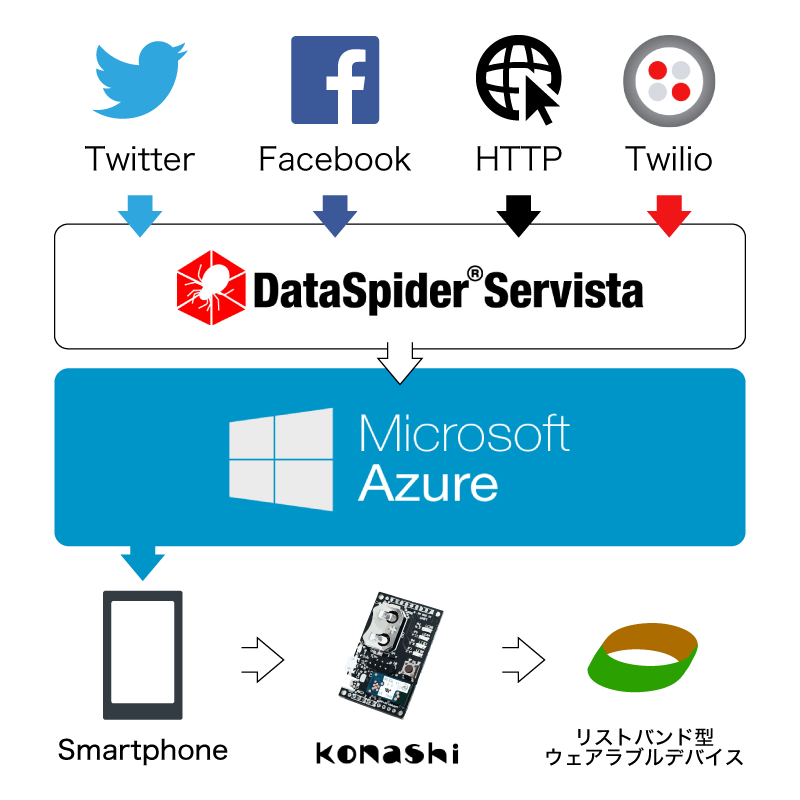 Twitter Facebook HTTP Twilio
DataSpider®Servista
Microsoft
Azure
Smartphone
konashi
リストバンド型
ウェアラブルデバイス